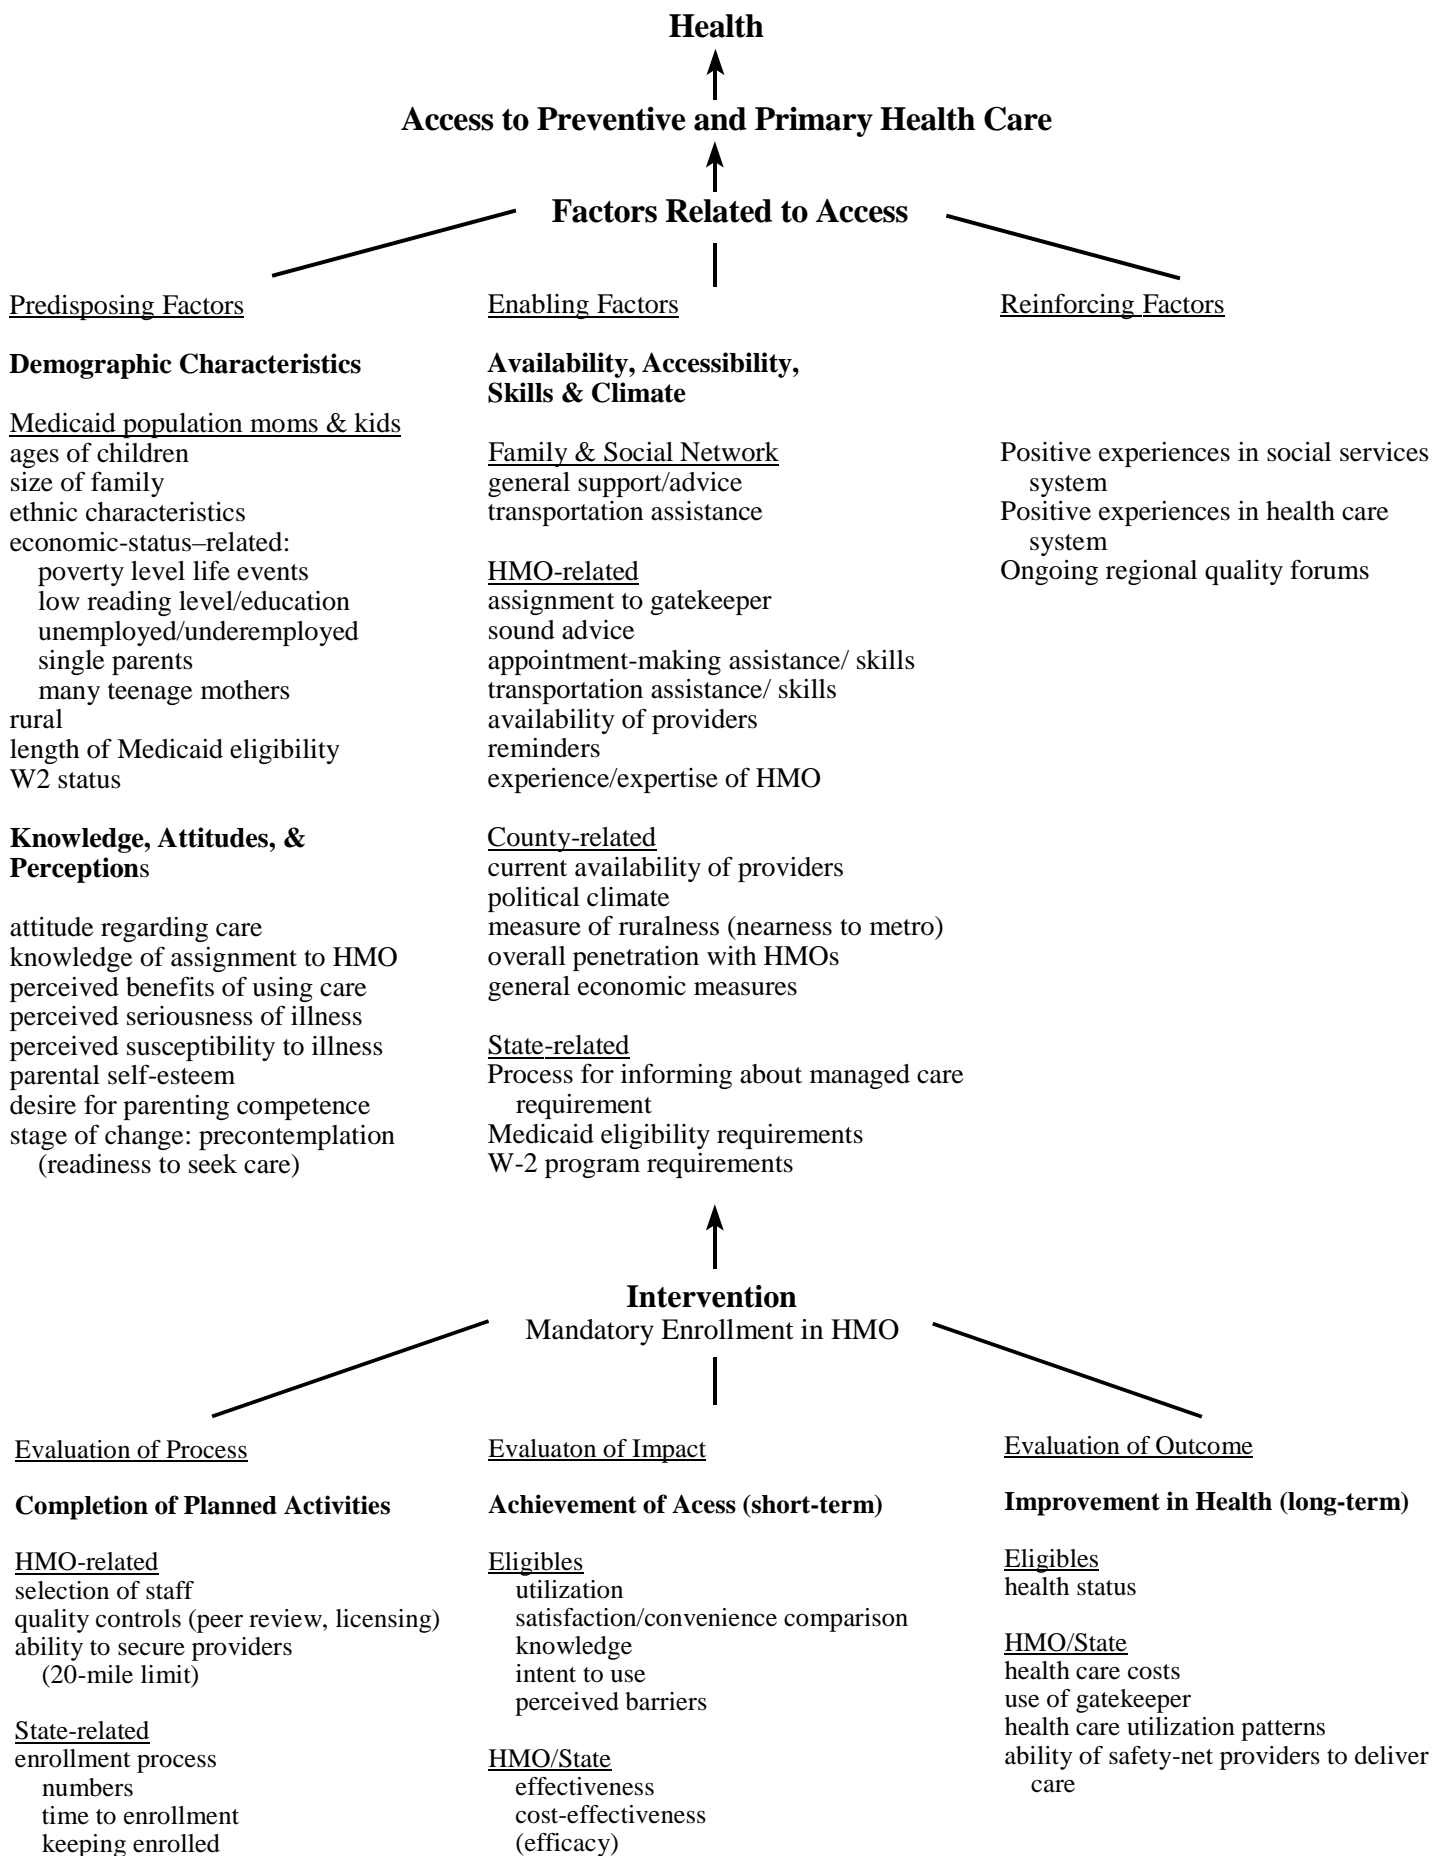 Health
Access to Preventive and Primary Health Care
Factors Related to Access
Predisposing Factors
Demographic Characteristics
Medicaid population moms & kids
ages of children
size of family
ethnic characteristics
economic-status–related:
poverty level life events
low reading level/education
unemployed/underemployed
single parents
many teenage mothers
rural
length of Medicaid eligibility
W2 status
Knowledge, Attitudes, &
Perceptions
attitude regarding care
knowledge of assignment to HMO
perceived benefits of using care
perceived seriousness of illness
perceived susceptibility to illness
parental self-esteem
desire for parenting competence
stage of change: precontemplation
(readiness to seek care)
Enabling Factors
Availability, Accessibility,
Skills & Climate
Family & Social Network
general support/advice
transportation assistance
HMO-related
assignment to gatekeeper
sound advice
appointment-making assistance/ skills
transportation assistance/ skills
availability of providers
reminders
experience/expertise of HMO
County-related
current availability of providers
political climate
measure of ruralness (nearness to metro)
overall penetration with HMOs
general economic measures
State-related
Process for informing about managed care
requirement
Medicaid eligibility requirements
W-2 program requirements
Reinforcing Factors
Positive experiences in social services
system
Positive experiences in health care
system
Ongoing regional quality forums
Intervention
Mandatory Enrollment in HMO
Evaluation of Process
Completion of Planned Activities
HMO-related
selection of staff
quality controls (peer review, licensing)
ability to secure providers
(20-mile limit)
State-related
enrollment process
numbers
time to enrollment
keeping enrolled
Evaluaton of Impact
Achievement of Acess (short-term)
Eligibles
utilization
satisfaction/convenience comparison
knowledge
intent to use
perceived barriers
HMO/State
effectiveness
cost-effectiveness
(efficacy)
Evaluation of Outcome
Improvement in Health (long-term)
Eligibles
health status
HMO/State
health care costs
use of gatekeeper
health care utilization patterns
ability of safety-net providers to deliver
care